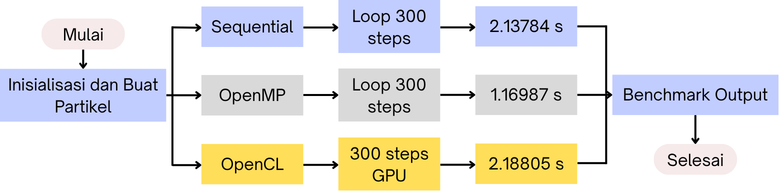 Mulai
Inisialisasi dan Buat
Partikel
Sequential
Loop 300
steps
2.13784 s
OpenMP
Loop 300
steps
1.16987 s
OpenCL
300 steps
GPU
2.18805 s
Benchmark Output
Selesai